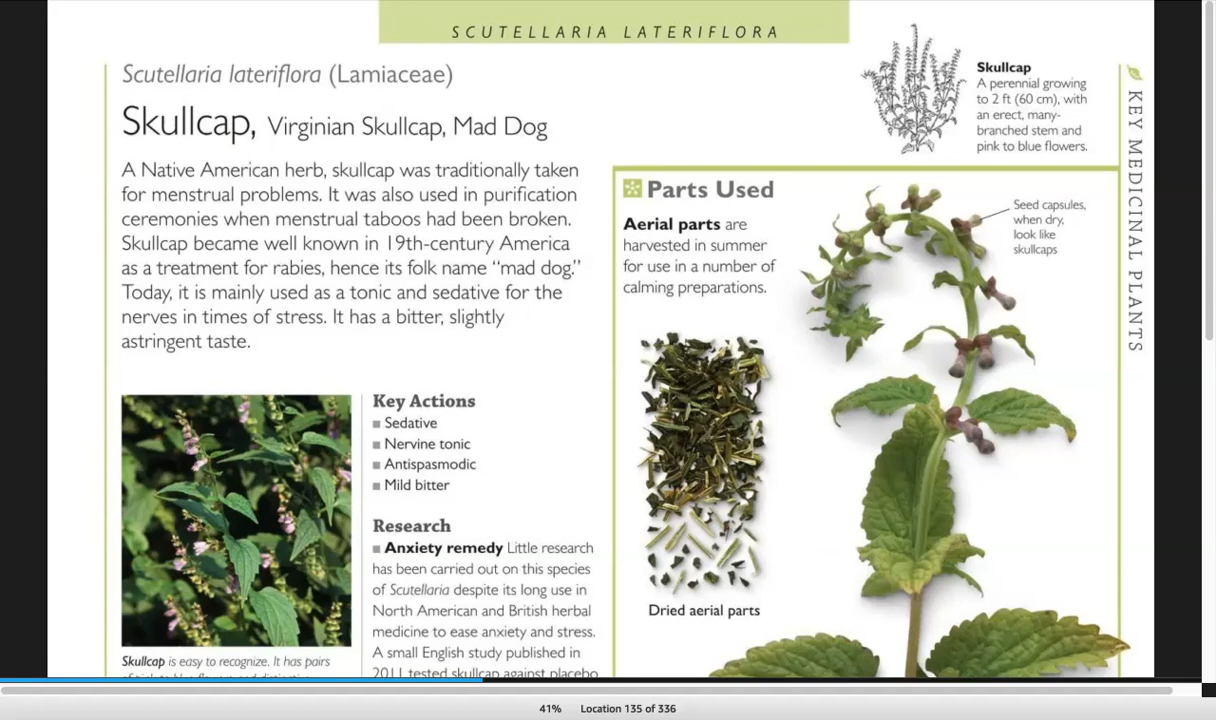 SCUTELLARIA LATERIFLORA
Scutellaria lateriflora (Lamiaceae)
Skullcap, Virginian Skullcap, Mad Dog
A Native American herb, skullcap was traditionally taken
for menstrual problems. It was also used in purification
ceremonies when menstrual taboos had been broken.
Skullcap became well known in 19th-century America
as a treatment for rabies, hence its folk name “mad dog.”
Today, it is mainly used as a tonic and sedative for the
nerves in times of stress. It has a bitter, slightly
astringent taste.
Skullcap is easy to recognize. It has pairs
of pink to blue flowers and distinctive
Key Actions
Sedative
Nervine tonic
Antispasmodic
Mild bitter
Research
Anxiety remedy Little research
has been carried out on this species
of Scutellaria despite its long use in
North American and British herbal
medicine to ease anxiety and stress.
A small English study published in
2011 tested skullcap against placebo
Skullcap
A perennial growing
to 2 ft (60 cm), with
an erect, many-
branched stem and
pink to blue flowers.
Parts Used
Aerial parts are
harvested in summer
for use in a number of
calming preparations.
Seed capsules,
when dry,
look like
skullcaps
Dried aerial parts
KEY MEDICINAL PLANTS
41% Location 135 of 336